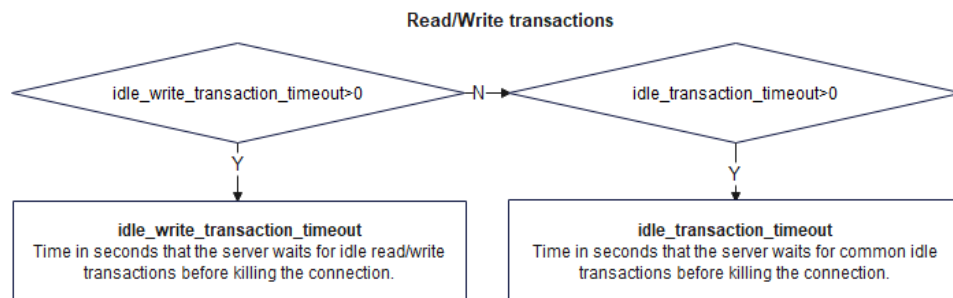 Read/Write transactions
idle_write_transaction_timeout>0
N
idle_transaction_timeout>0
Y
Y
idle_write_transaction_timeout
Time in seconds that the server waits for idle read/write
transactions before killing the connection.
idle_transaction_timeout
Time in seconds that the server waits for common idle
transactions before killing the connection.